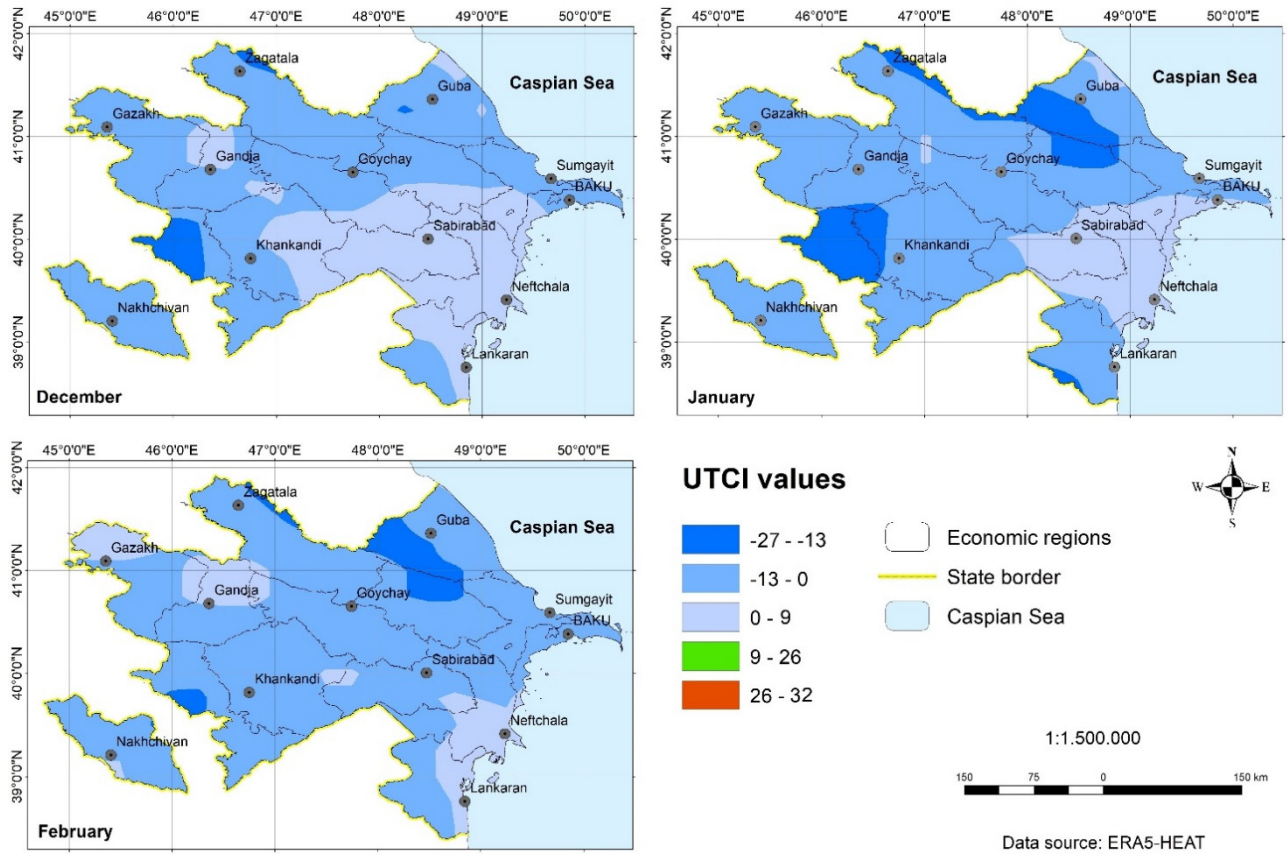 45°0'0"E 46°0'0"E 47°0'0"E 48°0'0"E 49°0'0"E 50°0'0"E
42°0'0"N
41°0'0"N
40°0'0"N
39°0'0"N
Zagatala
Caspian Sea
Guba
Gazakh
Gandja
Goychay
Sumgayit
BAKU
Sabirabad
Khankandi
Neftchala
Nakhchivan
Lankaran
December
45°0'0"E 46°0'0"E 47°0'0"E 48°0'0"E 49°0'0"E 50°0'0"E
42°0'0"N
41°0'0"N
40°0'0"N
39°0'0"N
Zagatala
Caspian Sea
Guba
Gazakh
Gandja
Goychay
Sumgayit
BAKU
Sabirabad
Khankandi
Neftchala
Nakhchivan
Lankaran
January
45°0'0"E 46°0'0"E 47°0'0"E 48°0'0"E 49°0'0"E 50°0'0"E
42°0'0"N
41°0'0"N
40°0'0"N
39°0'0"N
Zagatala
Caspian Sea
Guba
Gazakh
Gandja
Goychay
Sumgayit
BAKU
Sabirabad
Khankandi
Neftchala
Nakhchivan
Lankaran
February
UTCI values
-27 - -13
-13 - 0
0 - 9
9 - 26
26 - 32
Economic regions
State border
Caspian Sea
N
W E
S
1:1.500.000
150 75 0 150 km
Data source: ERA5-HEAT